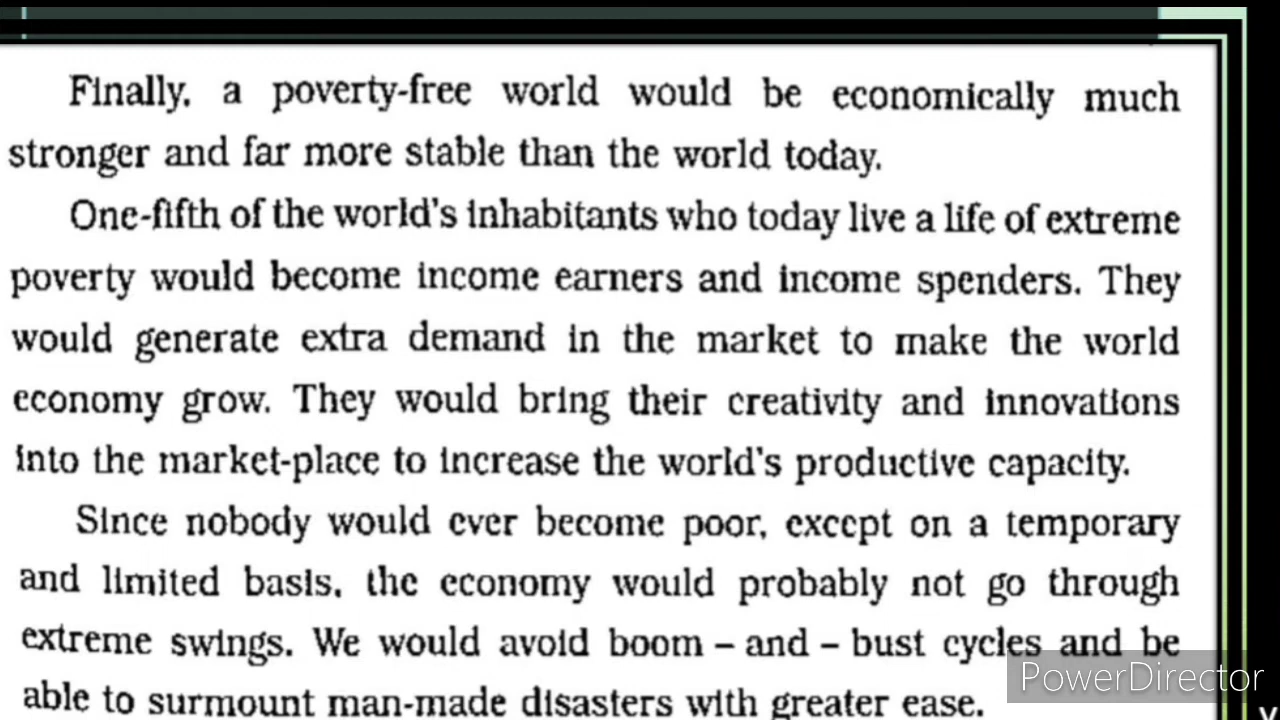 Finally, a poverty-free world would be economically much
stronger and far more stable than the world today.
One-fifth of the world's inhabitants who today live a life of extreme
poverty would become income earners and income spenders. They
would generate extra demand in the market to make the world
economy grow. They would bring their creativity and innovations
into the market-place to increase the world's productive capacity.
Since nobody would ever become poor, except on a temporary
and limited basis, the economy would probably not go through
extreme swings. We would avoid boom – and – bust cycles and be
able to surmount man-made disasters with greater ease.
PowerDirector